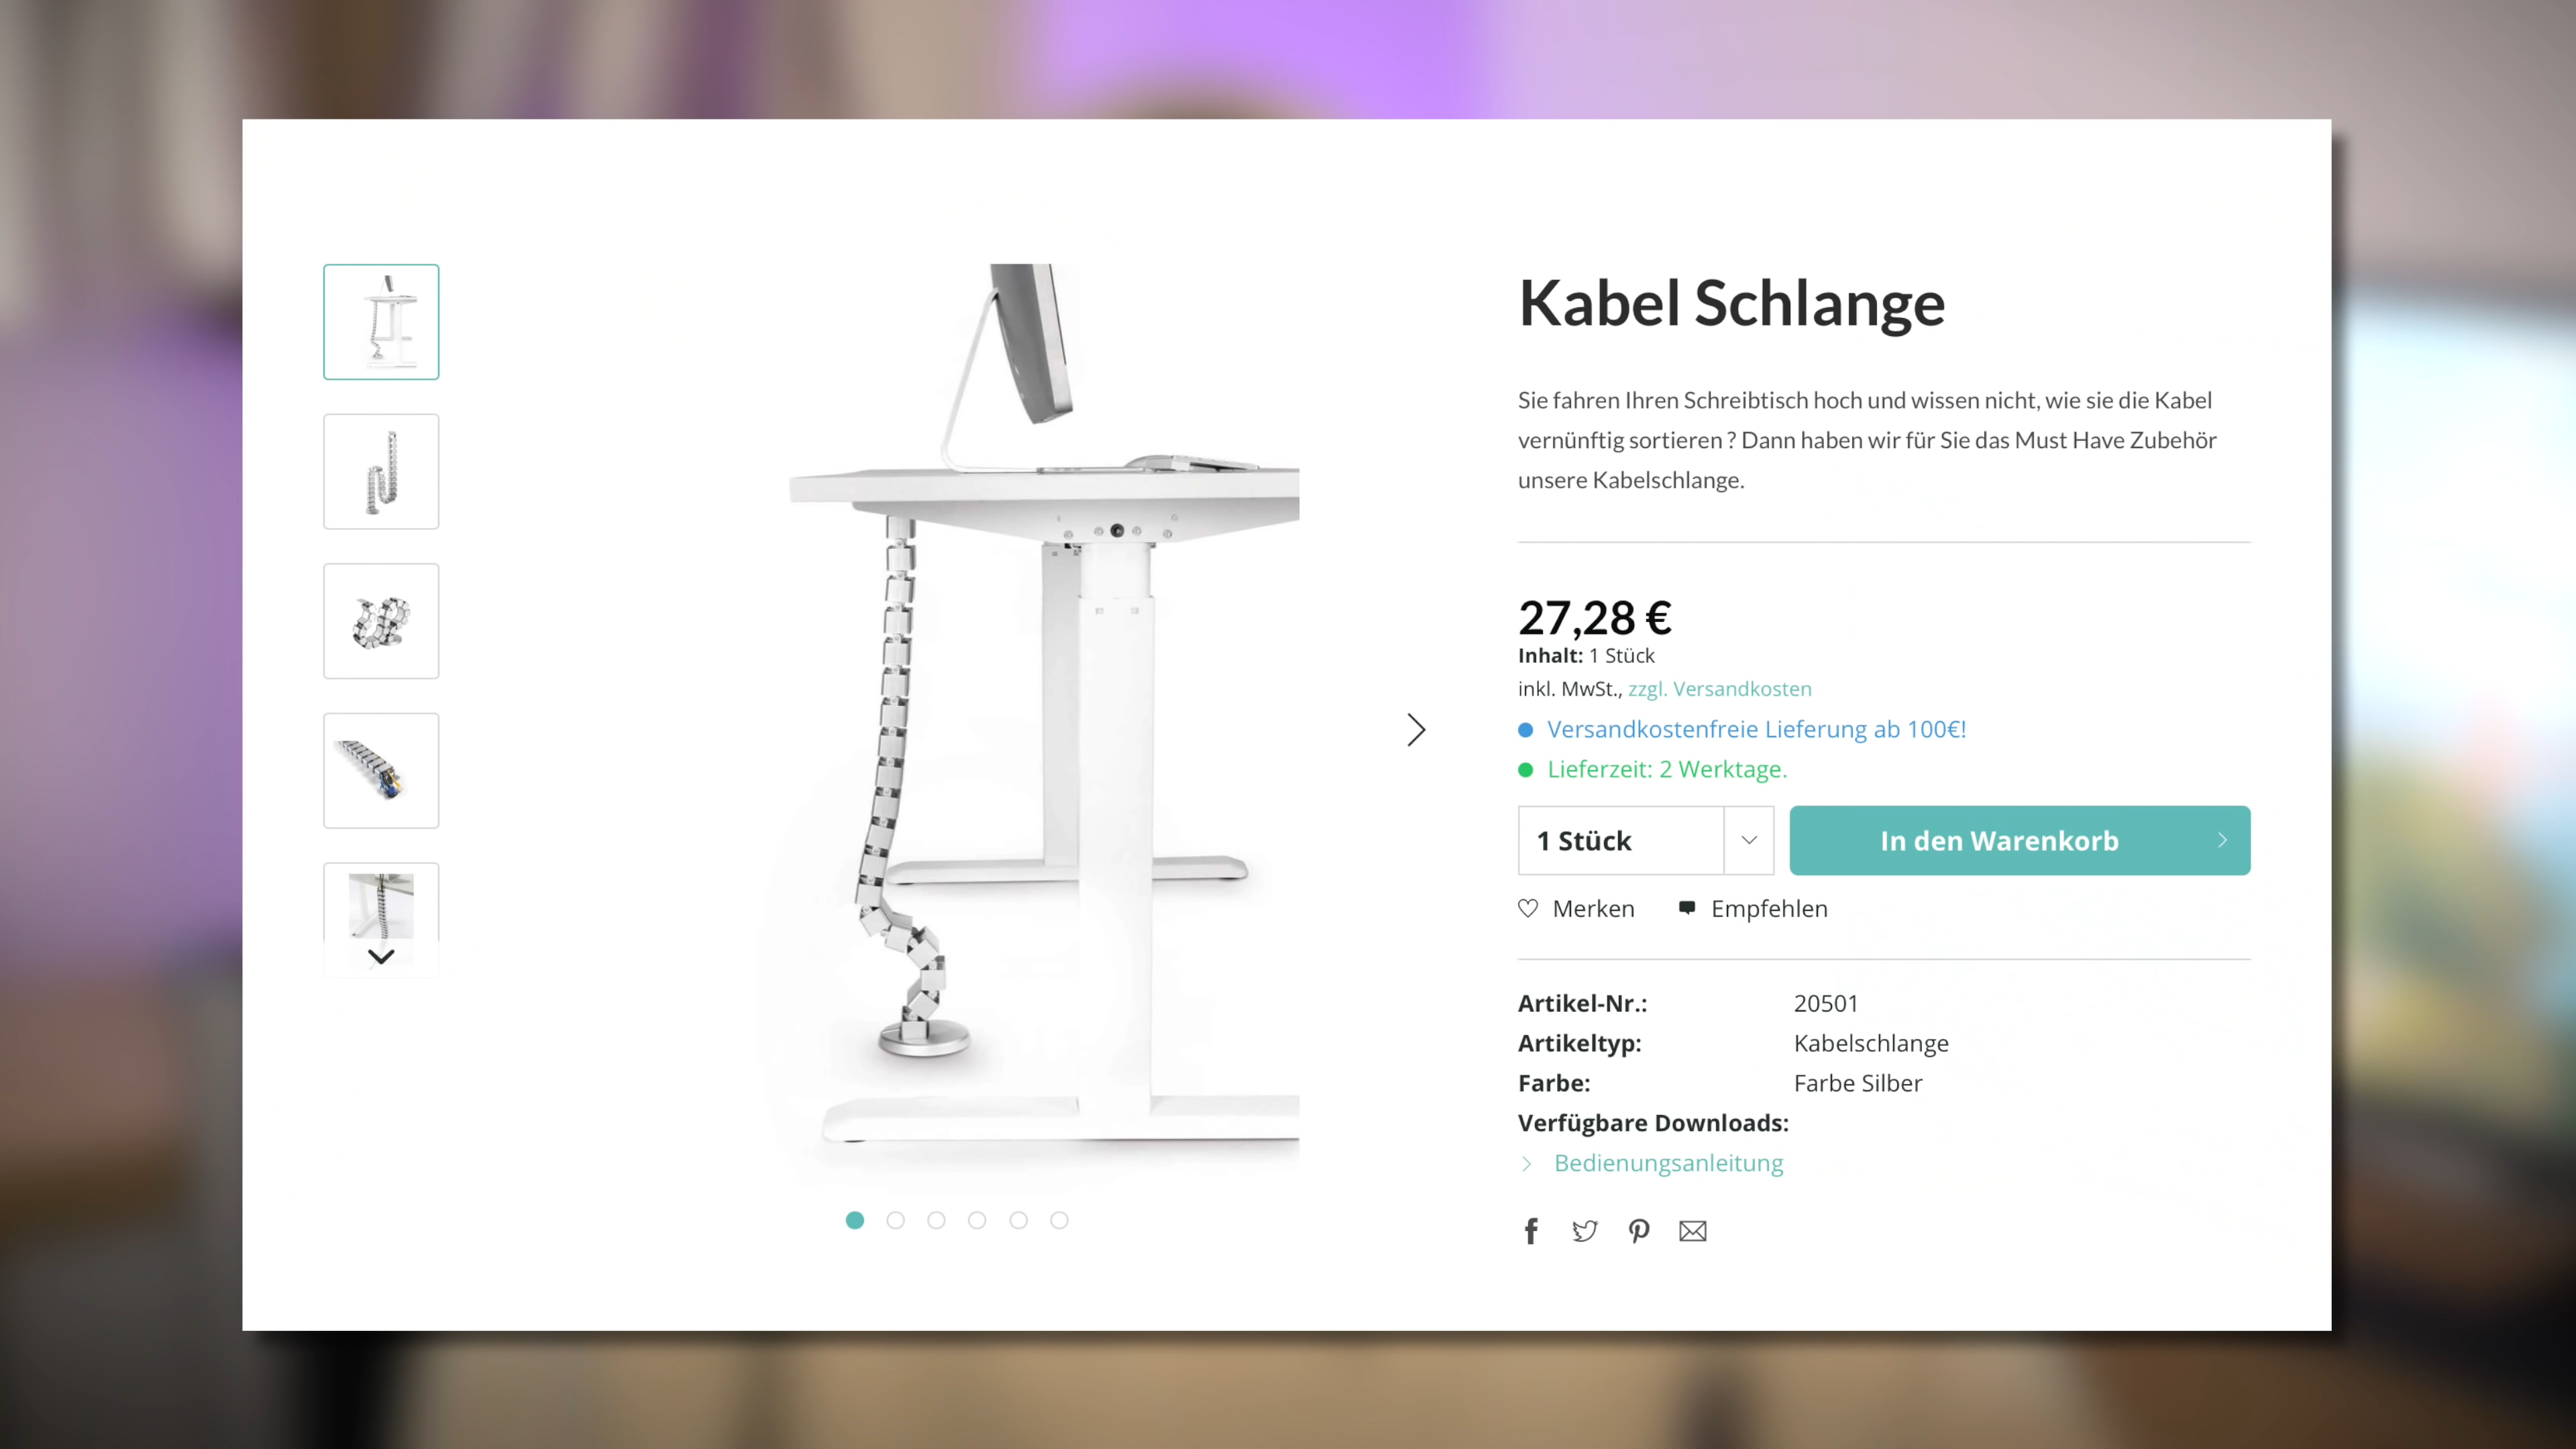 Kabel Schlange
Sie fahren Ihren Schreibtisch hoch und wissen nicht, wie sie die Kabel
vernünftig sortieren ? Dann haben wir für Sie das Must Have Zubehör
unsere Kabelschlange.
27,28 €
Inhalt: 1 Stück
inkl. MwSt., zzgl. Versandkosten
Versandkostenfreie Lieferung ab 100€!
Lieferzeit: 2 Werktage.
1 Stück
In den Warenkorb
Merken
Empfehlen
Artikel-Nr.: 20501
Artikeltyp: Kabelschlange
Farbe: Farbe Silber
Verfügbare Downloads:
Bedienungsanleitung